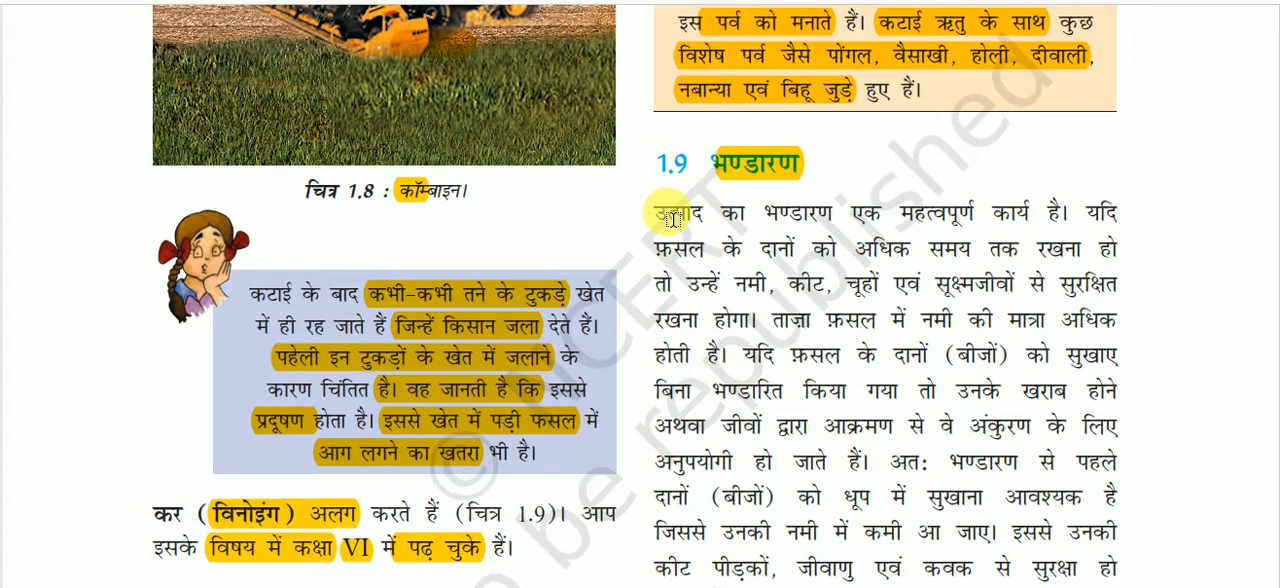 चित्र 1.8 : कॉम्बाइन।
कटाई के बाद कभी-कभी तने के टुकड़े खेत
में ही रह जाते हैं जिन्हें किसान जला देते हैं।
पहेली इन टुकड़ों के खेत में जलाने के
कारण चिंतित है। वह जानती है कि इससे
प्रदूषण होता है। इससे खेत में पड़ी फसल में
आग लगने का खतरा भी है।
कर (विनोइंग) अलग करते हैं (चित्र 1.9)। आप
इसके विषय में कक्षा VI में पढ़ चुके हैं।
इस पर्व को मनाते हैं। कटाई ऋतु के साथ कुछ
विशेष पर्व जैसे पोंगल, वैसाखी, होली, दीवाली,
नबान्या एवं बिहू जुड़े हुए हैं।
1.9 भण्डारण
उत्पाद का भण्डारण एक महत्वपूर्ण कार्य है। यदि
फ़सल के दानों को अधिक समय तक रखना हो
तो उन्हें नमी, कीट, चूहों एवं सूक्ष्मजीवों से सुरक्षित
रखना होगा। ताज़ा फ़सल में नमी की मात्रा अधिक
होती है। यदि फ़सल के दानों (बीजों) को सुखाए
बिना भण्डारित किया गया तो उनके खराब होने
अथवा जीवों द्वारा आक्रमण से वे अंकुरण के लिए
अनुपयोगी हो जाते हैं। अतः भण्डारण से पहले
दानों (बीजों) को धूप में सुखाना आवश्यक है
जिससे उनकी नमी में कमी आ जाए। इससे उनकी
कीट पीड़कों, जीवाणु एवं कवक से सुरक्षा हो
© NCERT
be republished